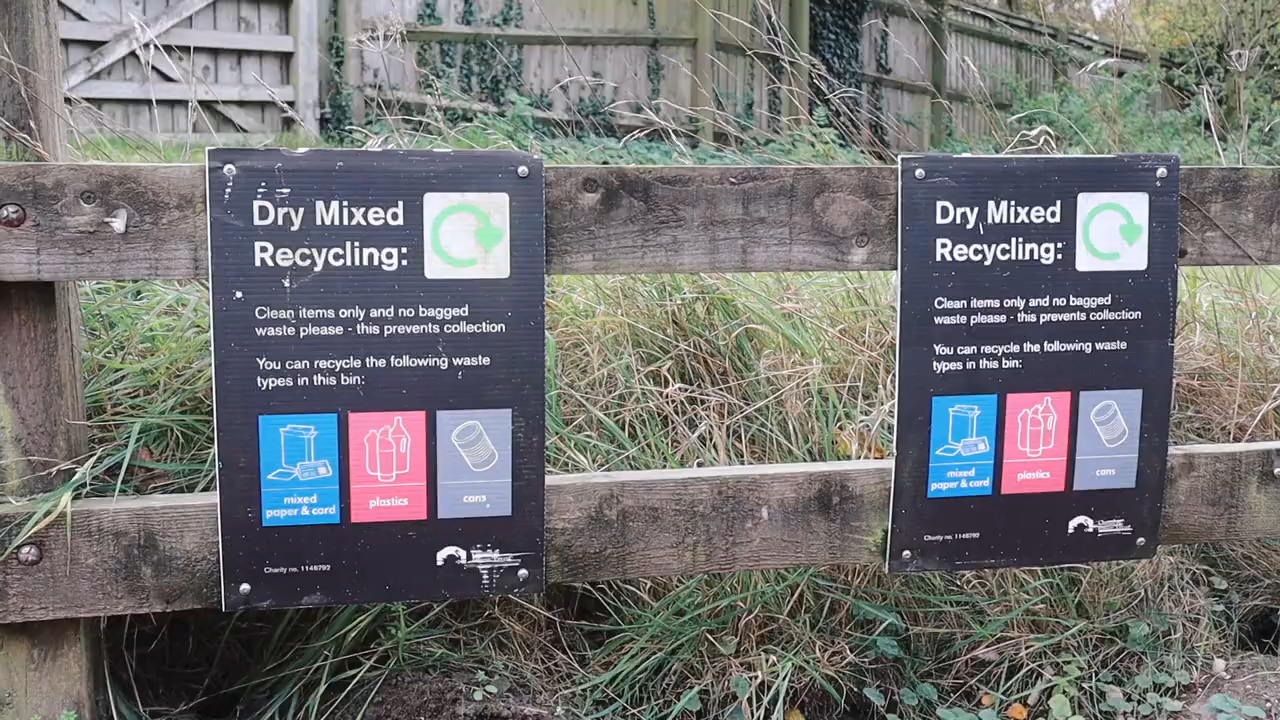 Dry Mixed
Recycling:
Clean items only and no bagged
waste please - this prevents collection
You can recycle the following waste
types in this bin:
mixed
paper & card
plastics
cans
Charity no. 1146792
Dry Mixed
Recycling:
Clean items only and no bagged
waste please - this prevents collection
You can recycle the following waste
types in this bin:
mixed
paper & card
plastics
cans
Charity no. 1146792